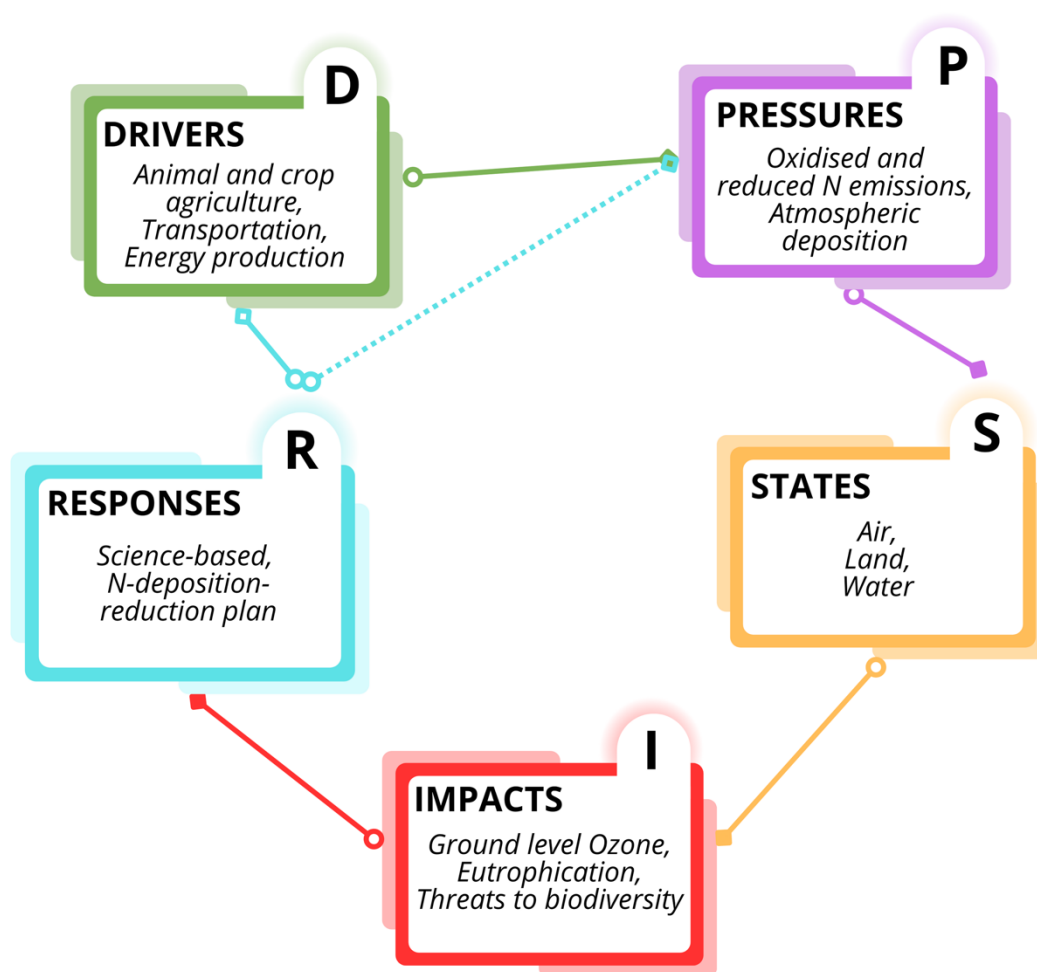 D
DRIVERS
Animal and crop
agriculture,
Transportation,
Energy production
P
PRESSURES
Oxidised and
reduced N emissions,
Atmospheric
deposition
R
RESPONSES
Science-based,
N-deposition-
reduction plan
S
STATES
Air,
Land,
Water
I
IMPACTS
Ground level Ozone,
Eutrophication,
Threats to biodiversity